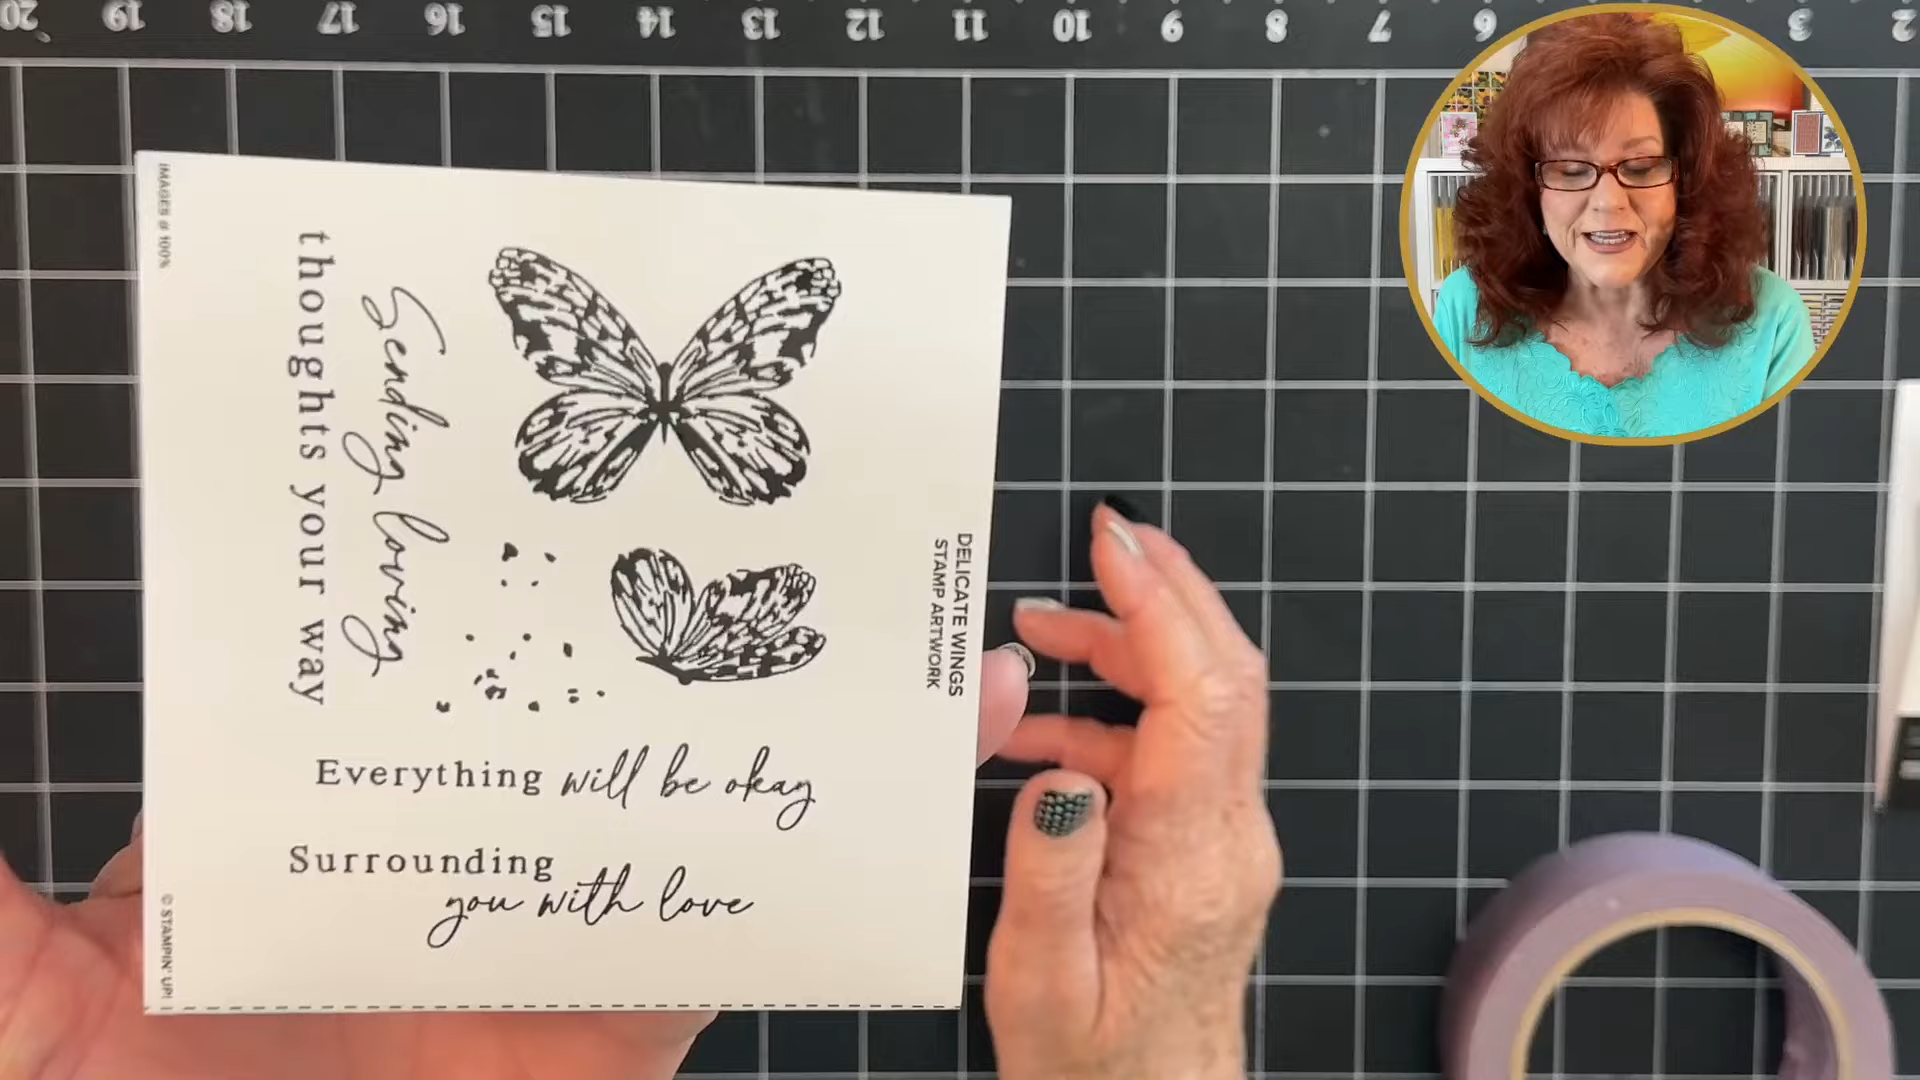 20 19 18 17 16 15 14 13 12 11 10 9 8 7 6 3 2
IMAGES @ 100%
Sending loving
thoughts your way
DELICATE WINGS
STAMP ARTWORK
Everything will be okay
Surrounding
you with love
© STAMPIN' UP!